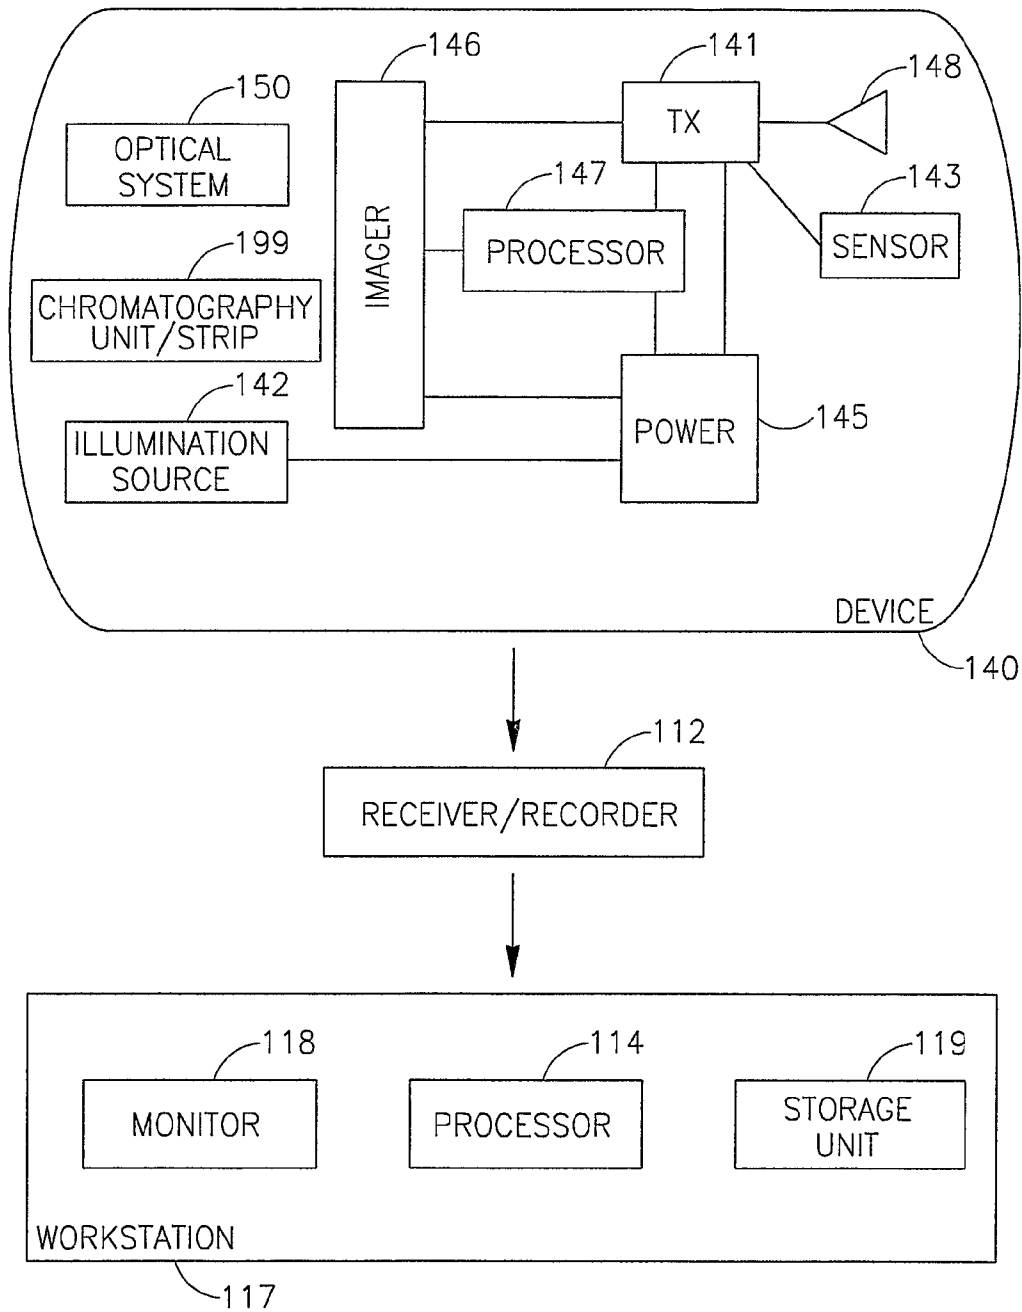 146
141
148
150
OPTICAL
SYSTEM
TX
147
143
IMAGER
PROCESSOR
SENSOR
199
CHROMATOGRAPHY
UNIT/STRIP
142
ILLUMINATION
SOURCE
POWER
145
DEVICE
140
112
RECEIVER/RECORDER
118
114
119
MONITOR
PROCESSOR
STORAGE
UNIT
WORKSTATION
117